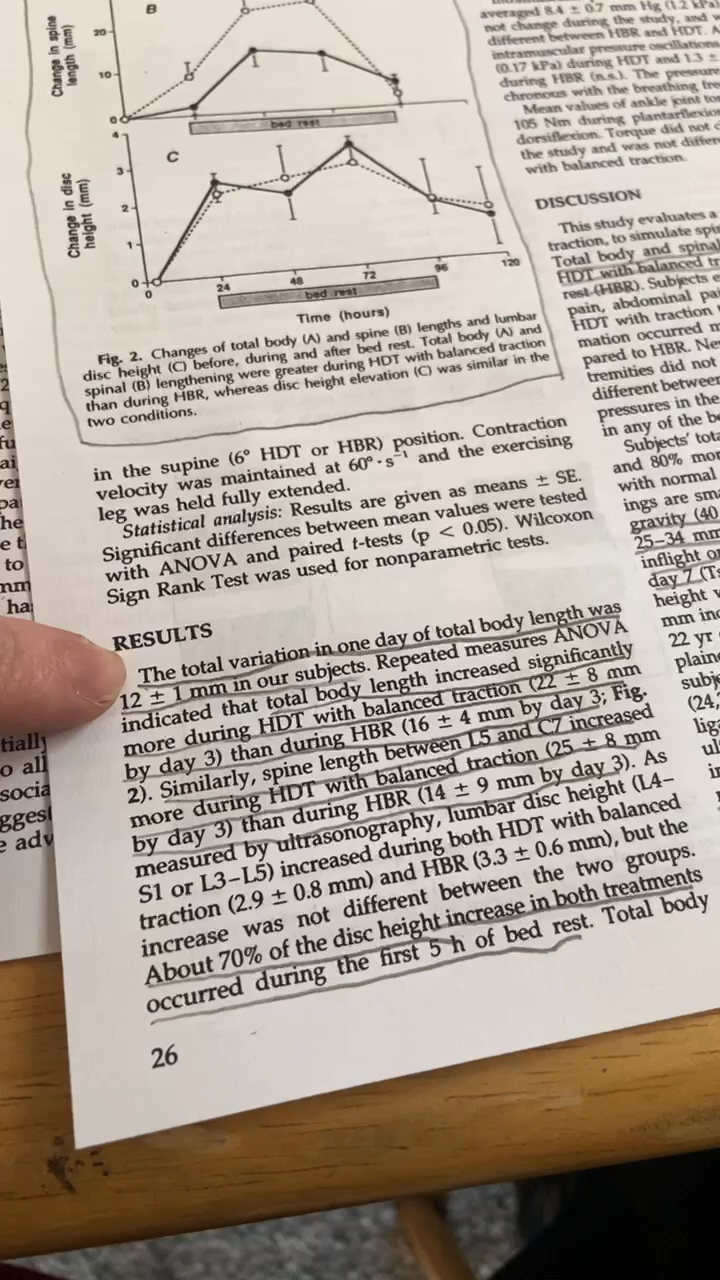 B
Change in spine
length (mm)
20
10
0
bed rest
C
Change in disc
height (mm)
4
3
2
1
0
0
24
48
72
96
120
bed rest
Time (hours)
Fig. 2. Changes of total body (A) and spine (B) lengths and lumbar
disc height (C) before, during and after bed rest. Total body (A) and
spinal (B) lengthening were greater during HDT with balanced traction
than during HBR, whereas disc height elevation (C) was similar in the
two conditions.
in the supine (6° HDT or HBR) position. Contraction
velocity was maintained at 60°·s⁻¹ and the exercising
leg was held fully extended.
Statistical analysis: Results are given as means ± SE.
Significant differences between mean values were tested
with ANOVA and paired t-tests (p < 0.05). Wilcoxon
Sign Rank Test was used for nonparametric tests.
RESULTS
The total variation in one day of total body length was
12 ± 1 mm in our subjects. Repeated measures ANOVA
indicated that total body length increased significantly
more during HDT with balanced traction (22 ± 8 mm
by day 3) than during HBR (16 ± 4 mm by day 3; Fig.
2). Similarly, spine length between L5 and C7 increased
more during HDT with balanced traction (25 ± 8 mm
by day 3) than during HBR (14 ± 9 mm by day 3). As
measured by ultrasonography, lumbar disc height (L4–
S1 or L3–L5) increased during both HDT with balanced
traction (2.9 ± 0.8 mm) and HBR (3.3 ± 0.6 mm), but the
increase was not different between the two groups.
About 70% of the disc height increase in both treatments
occurred during the first 5 h of bed rest. Total body
26
averaged 8.4 ± 0.7 mm Hg (1.2 kPa)
not change during the study, and
different between HBR and HDT.
intramuscular pressure oscillations
(0.17 kPa) during HDT and 1.3 ±
during HBR (n.s.). The pressure
chronous with the breathing
Mean values of ankle joint
105 Nm during
dorsiflexion. Torque did not
the study and was not
with balanced traction.
DISCUSSION
This study evaluates a
traction, to simulate
Total body and spinal
HDT with balanced
rest (HBR). Subjects
pain, abdominal
HDT with traction
mation occurred
pared to HBR.
tremities did not
different between
pressures in the
in any of the
Subjects'
and 80%
with normal
ings are
gravity (40
25–34 mm
inflight
day 7
height
mm
22 yr